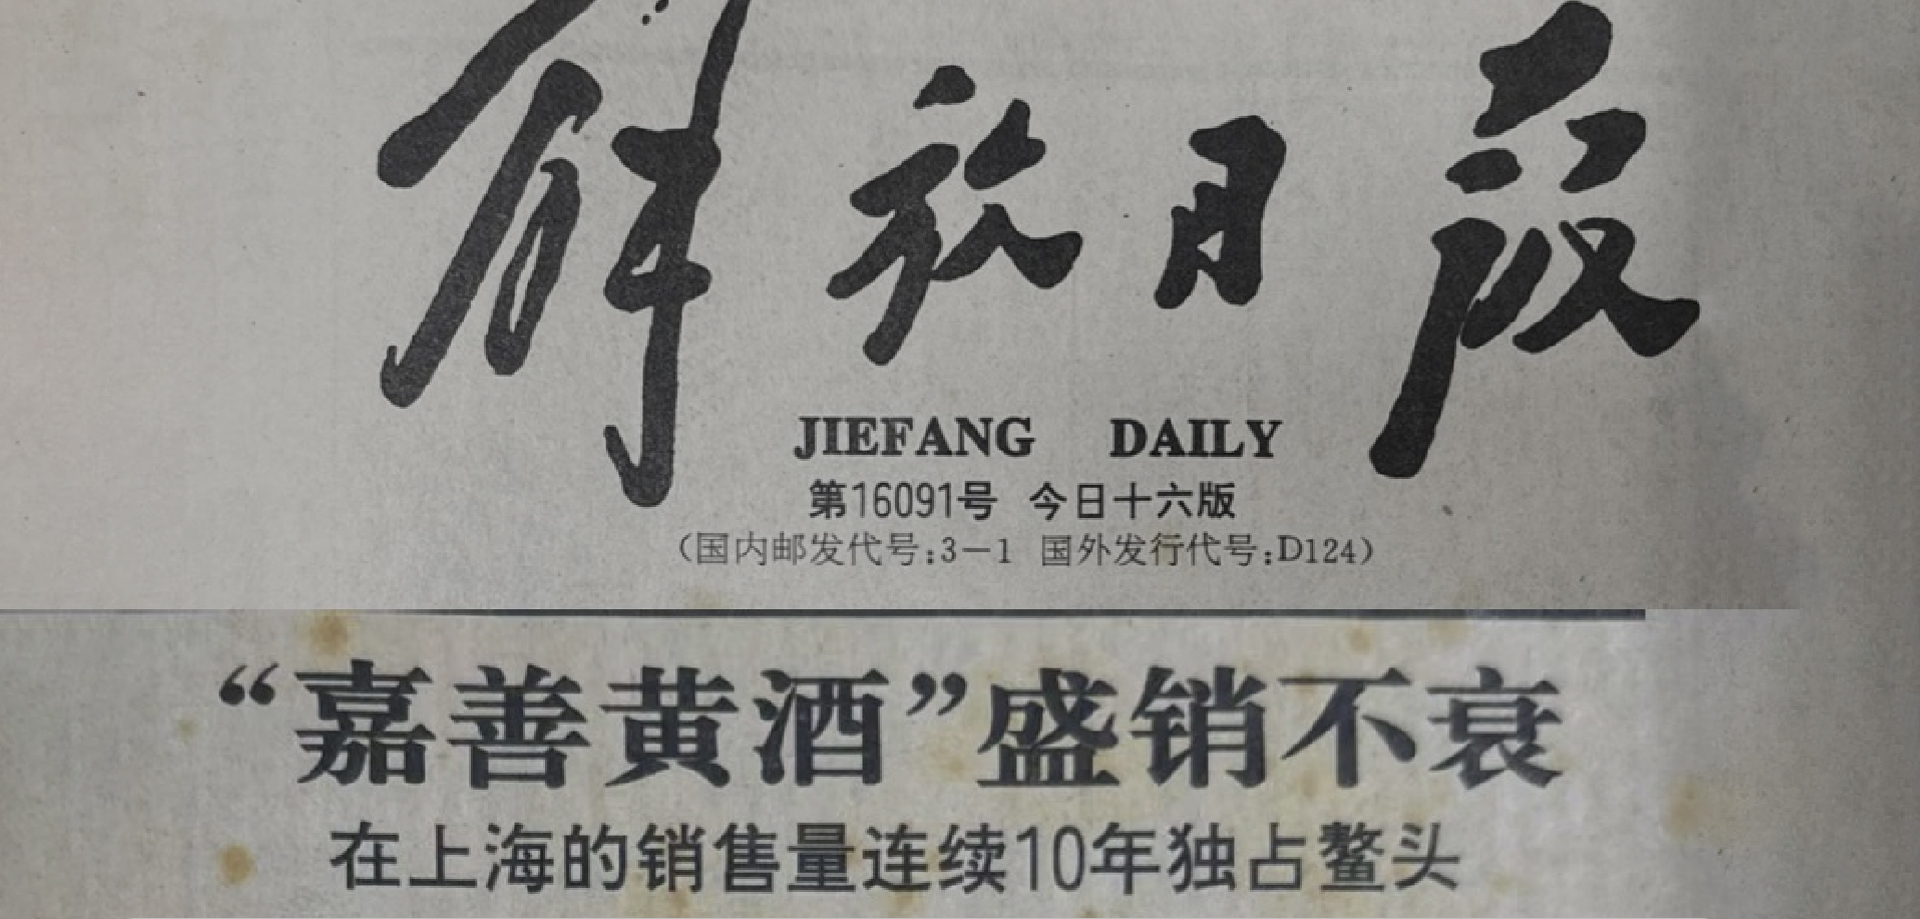 解放日报
JIEFANG DAILY
第16091号 今日十六版
（国内邮发代号:3—1 国外发行代号:D124）
“嘉善黄酒”盛销不衰
在上海的销售量连续10年独占鳌头